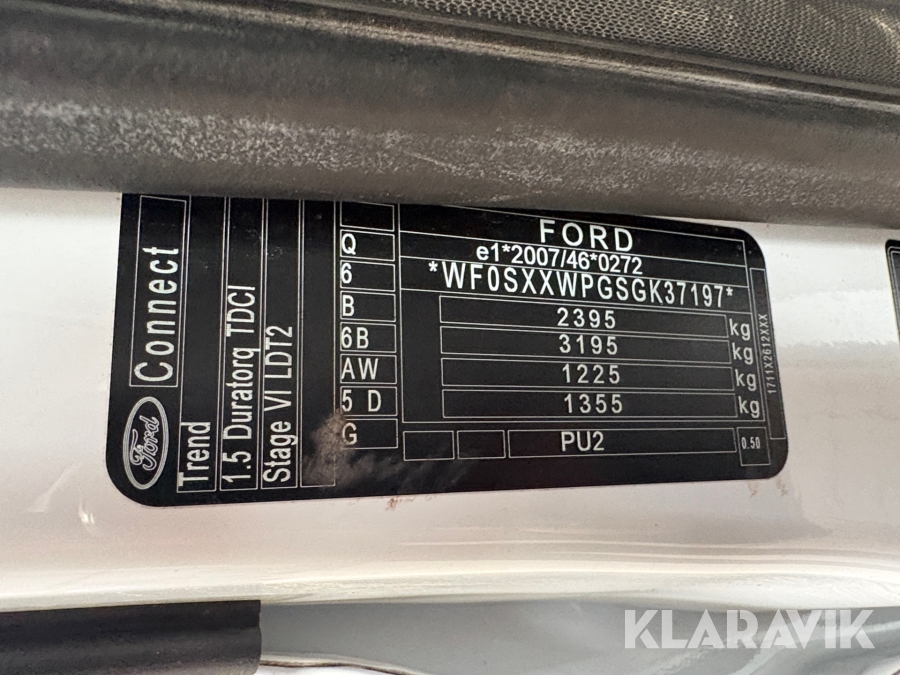 Ford
Connect
Trend
1.5 Duratorq TDCI
Stage VI LDT2
Q
6
B
6B
AW
5 D
G
FORD
e1*2007/46*0272
*WF0SXXWPGSGK37197*
2395 kg
3195 kg
1225 kg
1355 kg
PU2
0.50
1711X2612XXX
KLARAVIK